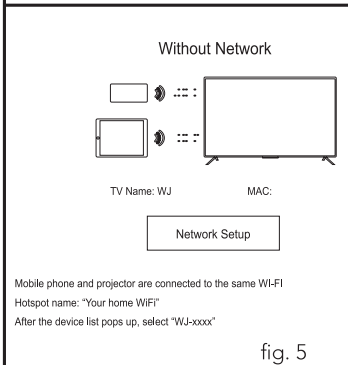 Without Network
TV Name: WJ MAC:
Network Setup
Mobile phone and projector are connected to the same WI-FI
Hotspot name: “Your home WiFi”
After the device list pops up, select “WJ-xxxx”
fig. 5